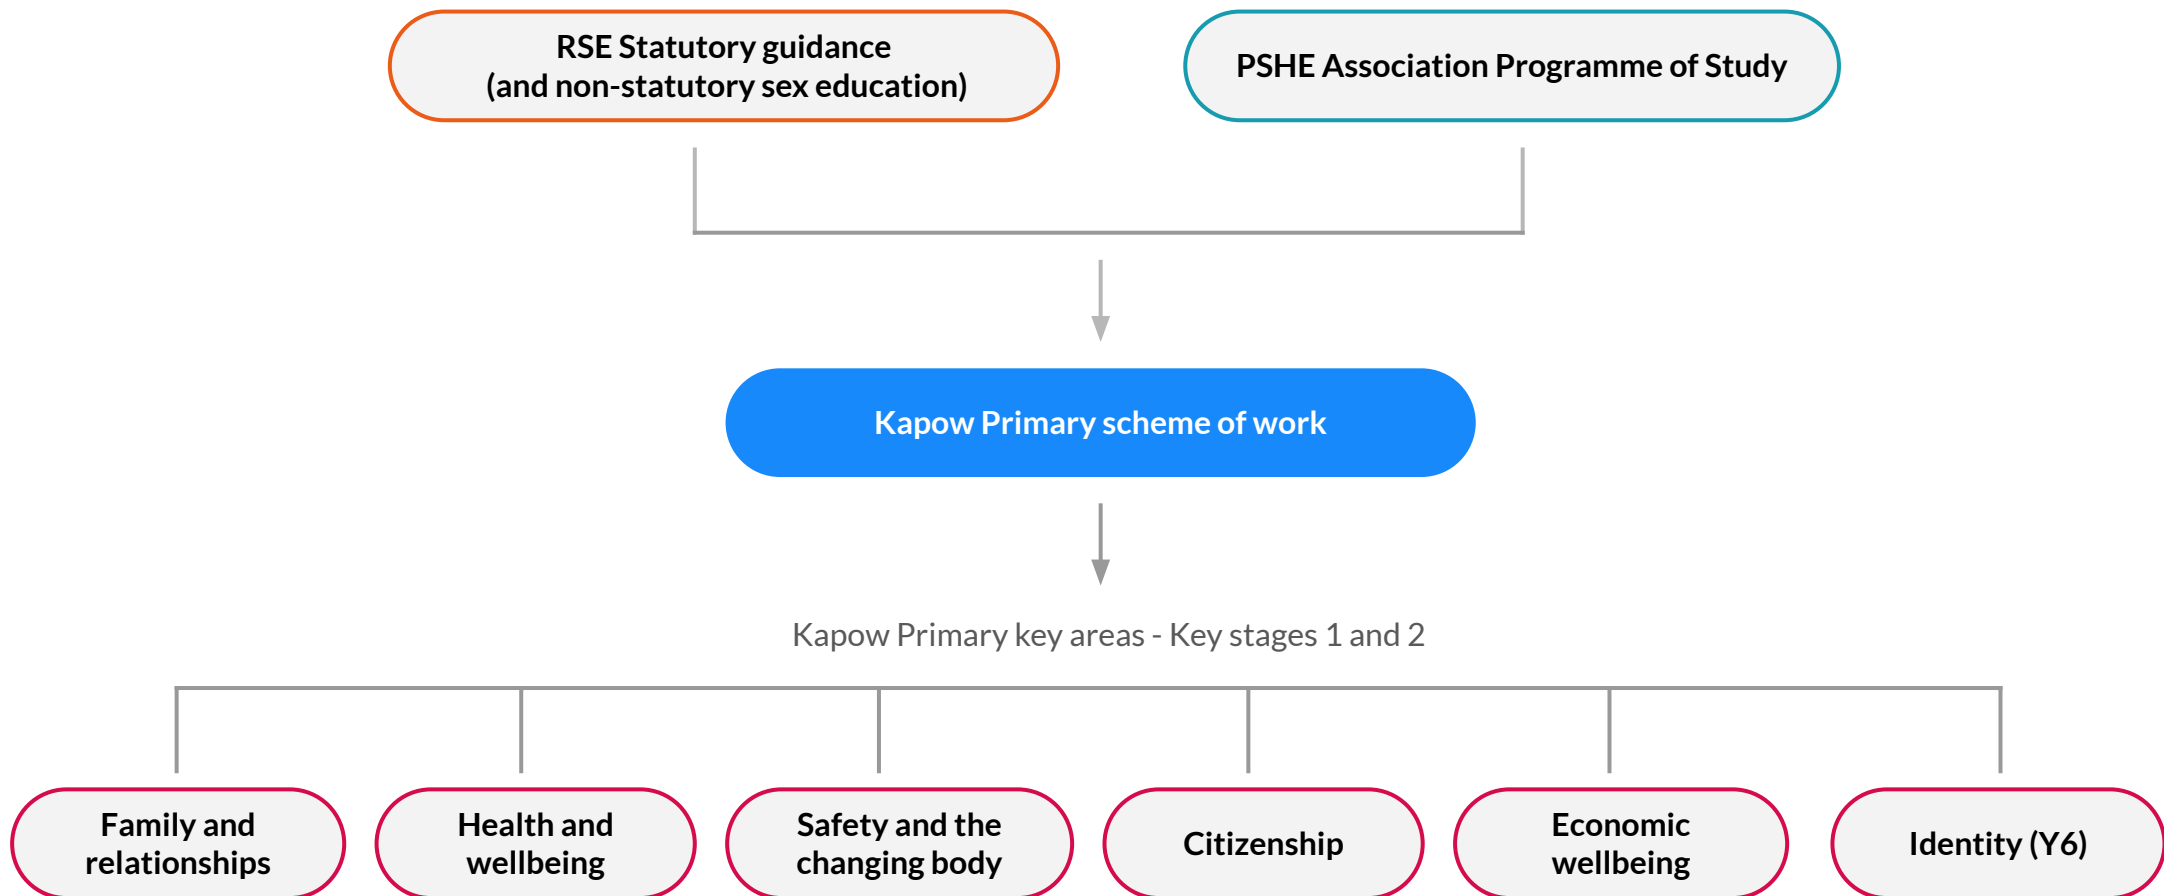 RSE Statutory guidance
(and non-statutory sex education)
PSHE Association Programme of Study
Kapow Primary scheme of work
Kapow Primary key areas - Key stages 1 and 2
Family and
relationships
Health and
wellbeing
Safety and the
changing body
Citizenship
Economic
wellbeing
Identity (Y6)